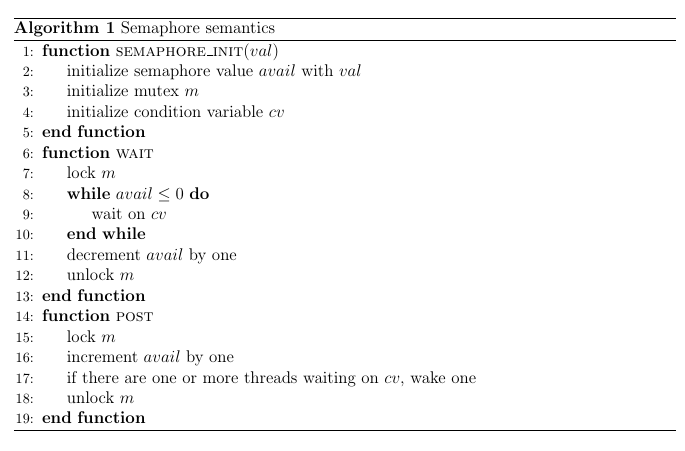 Algorithm 1 Semaphore semantics
1: function SEMAPHORE_INIT(val)
2: initialize semaphore value avail with val
3: initialize mutex m
4: initialize condition variable cv
5: end function
6: function WAIT
7: lock m
8: while avail ≤ 0 do
9: wait on cv
10: end while
11: decrement avail by one
12: unlock m
13: end function
14: function POST
15: lock m
16: increment avail by one
17: if there are one or more threads waiting on cv, wake one
18: unlock m
19: end function